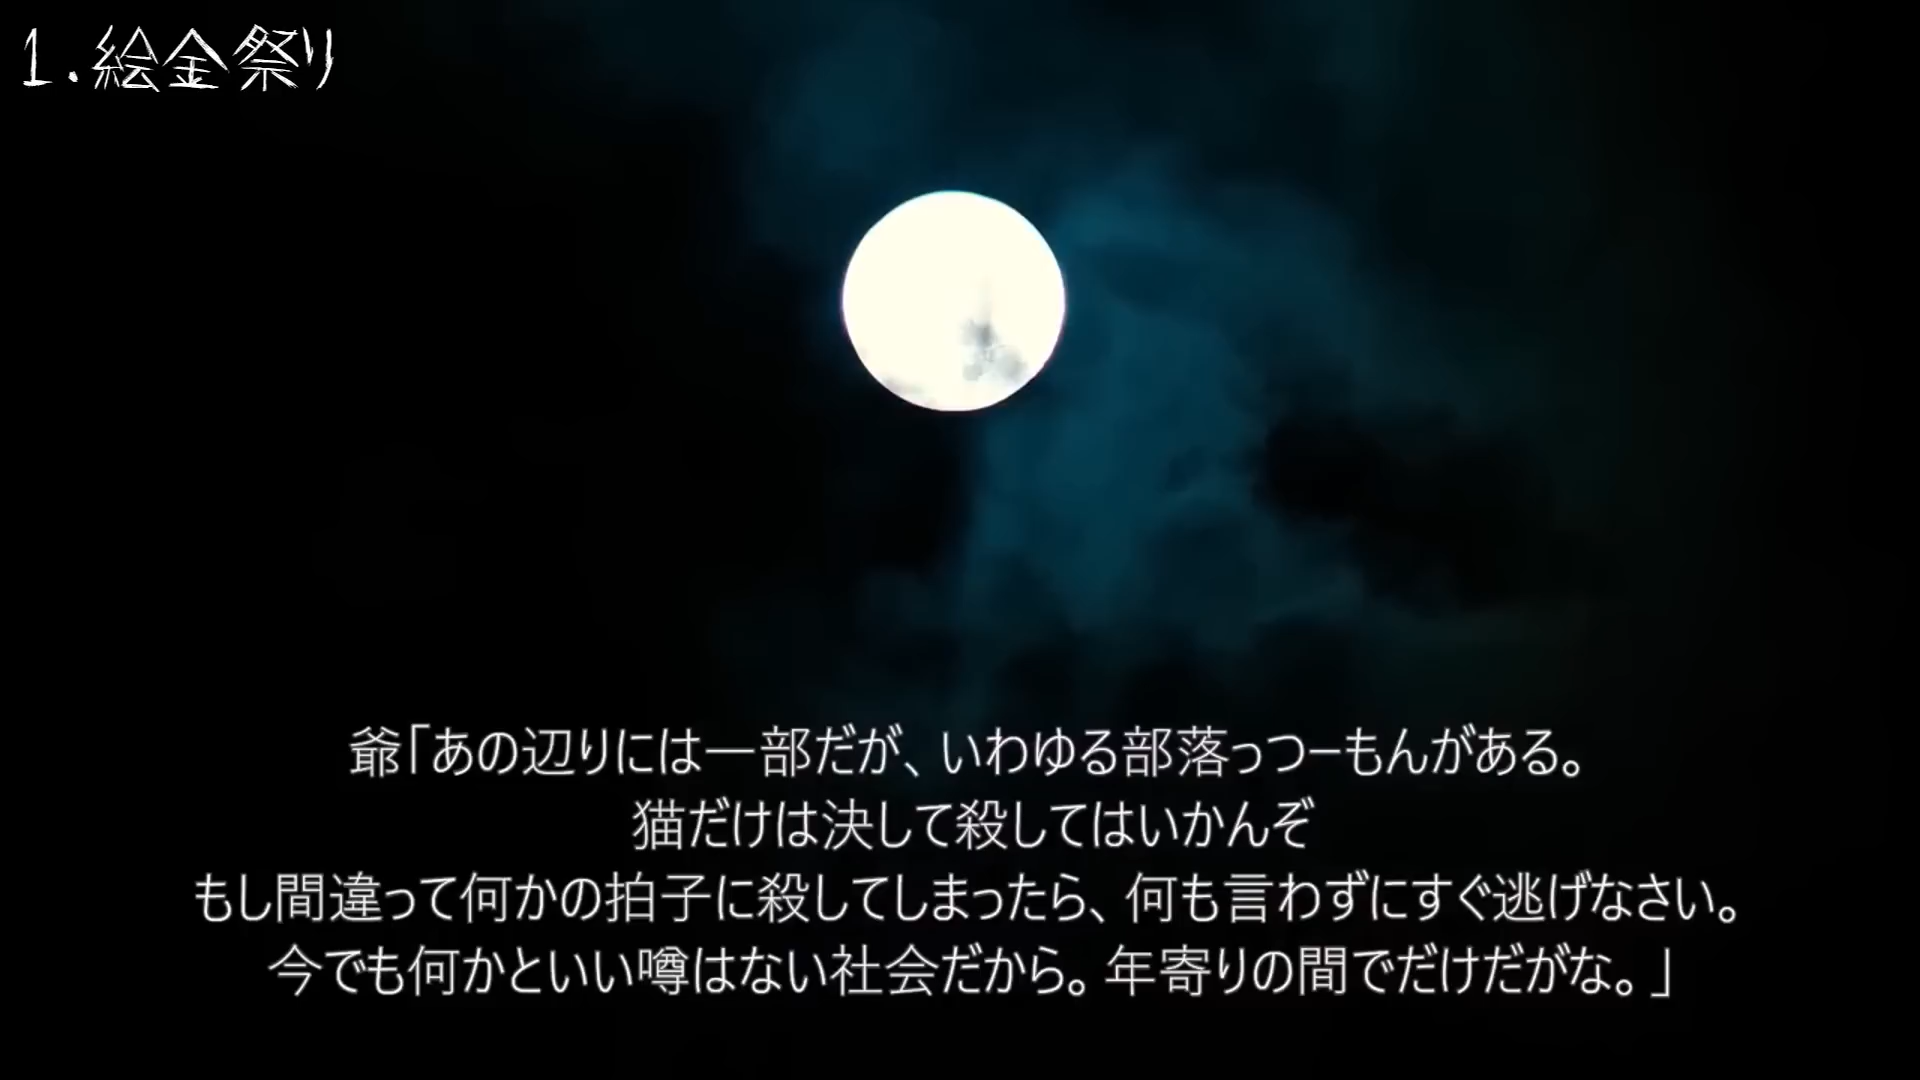 1.絵金祭り
爺「あの辺りには一部だが、いわゆる部落っつーもんがある。
猫だけは決して殺してはいかんぞ
もし間違って何かの拍子に殺してしまったら、何も言わずにすぐ逃げなさい。
今でも何かといい噂はない社会だから。年寄りの間でだけだがな。」